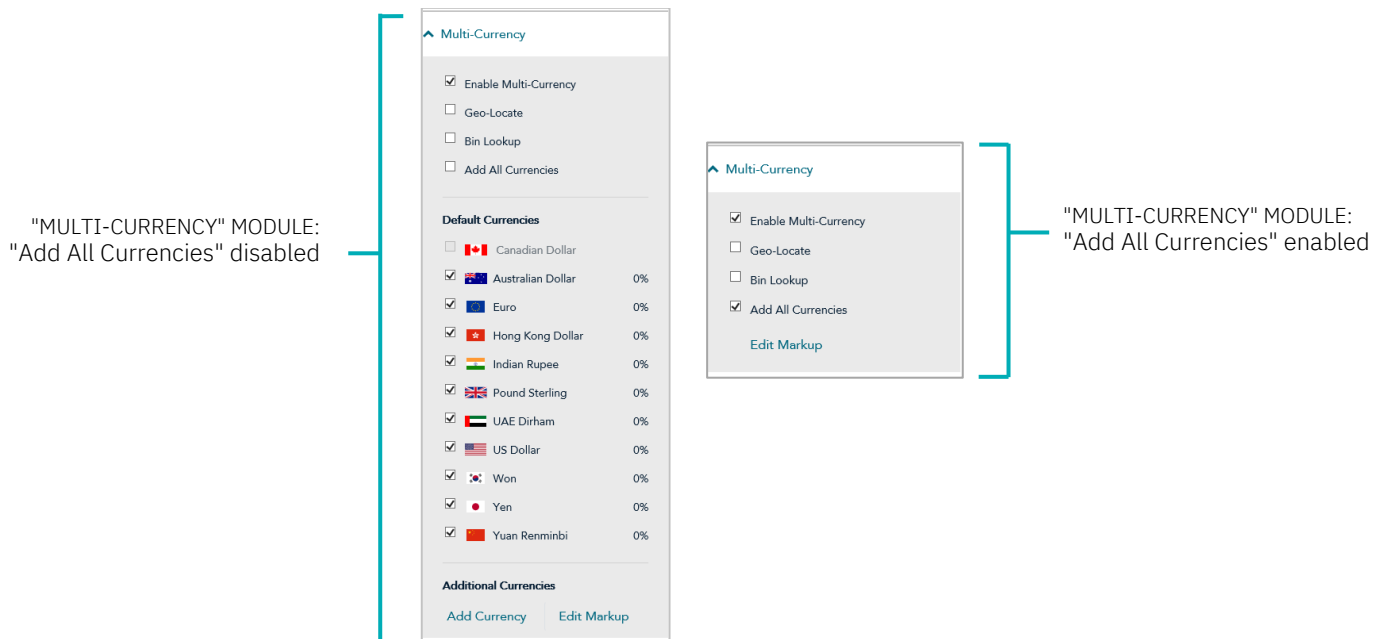 "MULTI-CURRENCY" MODULE:
"Add All Currencies" disabled
Multi-Currency
Enable Multi-Currency
Geo-Locate
Bin Lookup
Add All Currencies
Default Currencies
Canadian Dollar
Australian Dollar 0%
Euro 0%
Hong Kong Dollar 0%
Indian Rupee 0%
Pound Sterling 0%
UAE Dirham 0%
US Dollar 0%
Won 0%
Yen 0%
Yuan Renminbi 0%
Additional Currencies
Add Currency Edit Markup
Multi-Currency
Enable Multi-Currency
Geo-Locate
Bin Lookup
Add All Currencies
Edit Markup
"MULTI-CURRENCY" MODULE:
"Add All Currencies" enabled